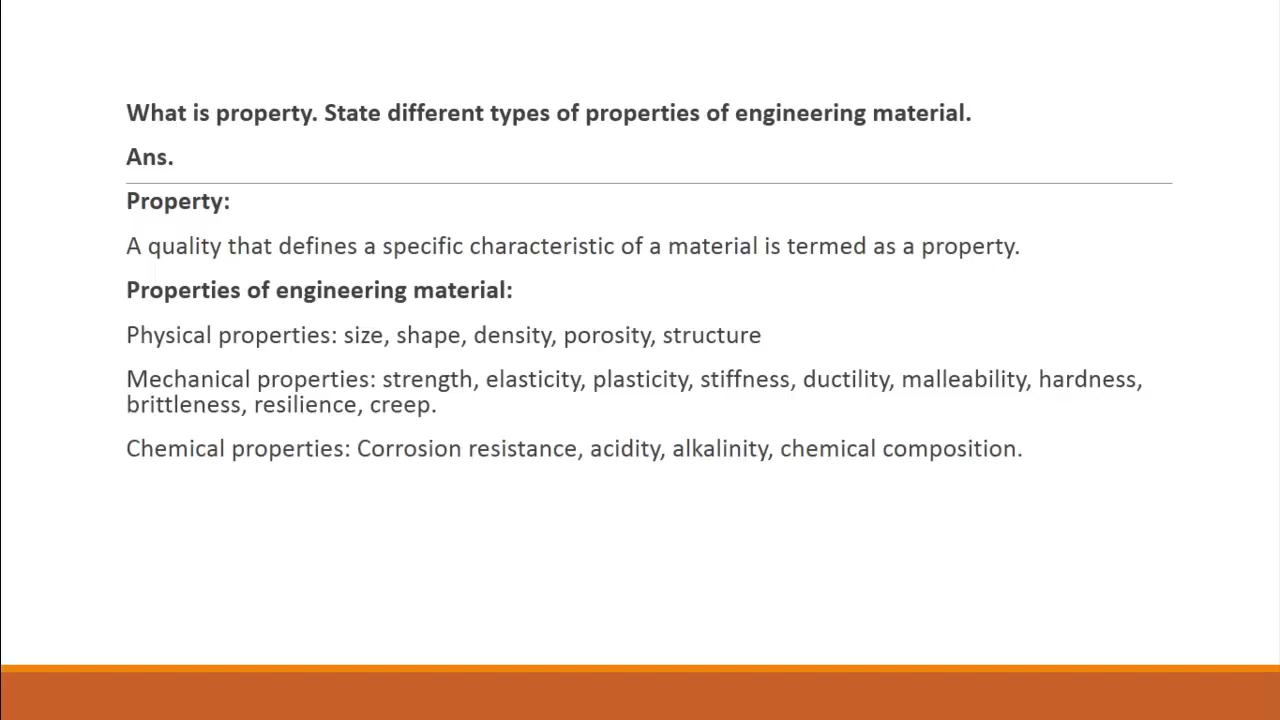 What is property. State different types of properties of engineering material.
Ans.
Property:
A quality that defines a specific characteristic of a material is termed as a property.
Properties of engineering material:
Physical properties: size, shape, density, porosity, structure
Mechanical properties: strength, elasticity, plasticity, stiffness, ductility, malleability, hardness,
brittleness, resilience, creep.
Chemical properties: Corrosion resistance, acidity, alkalinity, chemical composition.